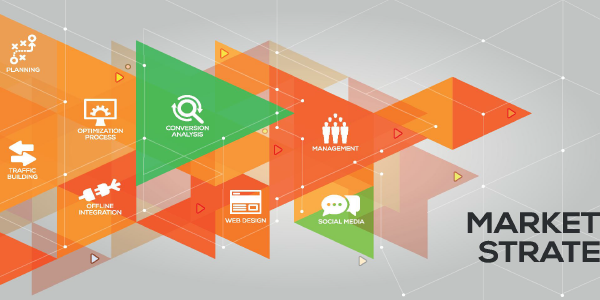 PLANNING
OPTIMIZATION
PROCESS
CONVERSION
ANALYSIS
MANAGEMENT
TRAFFIC
BUILDING
OFFLINE
INTEGRATION
WEB DESIGN
SOCIAL MEDIA
MARKET
STRATE